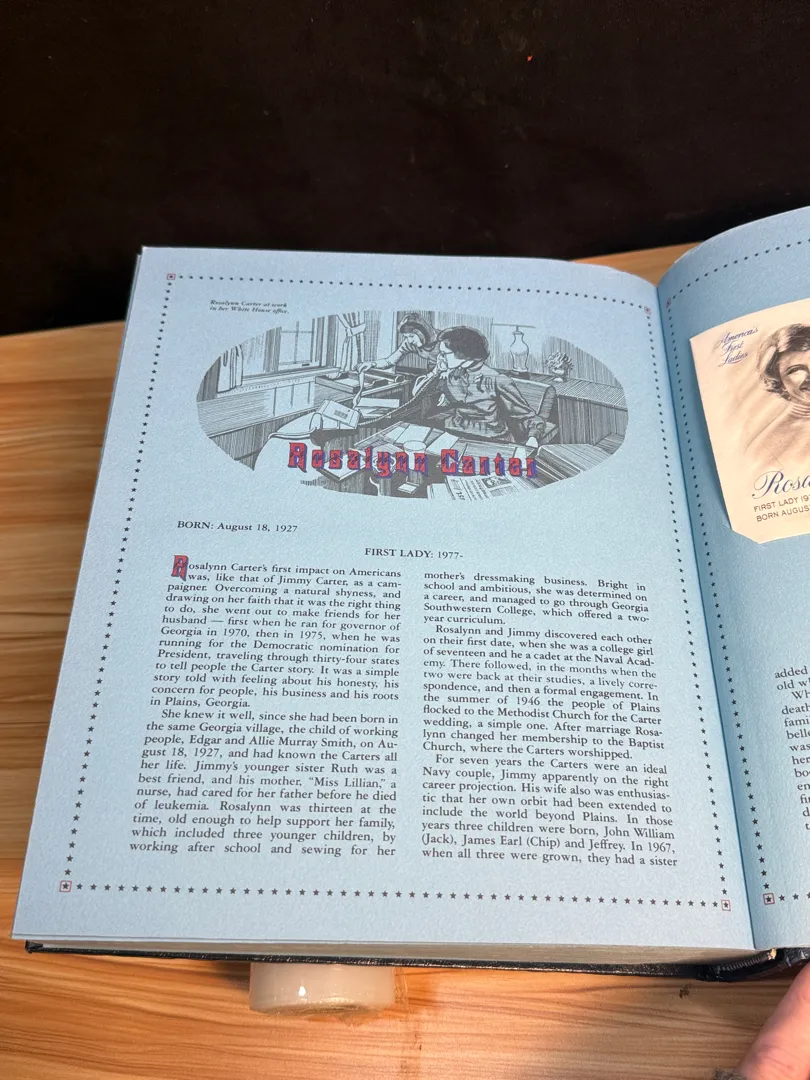 Rosalynn Carter at work
in her White House office.
Rosalynn Carter
BORN: August 18, 1927
FIRST LADY: 1977-
Rosalynn Carter's first impact on Americans
was, like that of Jimmy Carter, as a cam-
paigner. Overcoming a natural shyness, and
drawing on her faith that it was the right thing
to do, she went out to make friends for her
husband — first when he ran for governor of
Georgia in 1970, then in 1975, when he was
running for the Democratic nomination for
President, traveling through thirty-four states
to tell people the Carter story. It was a simple
story told with feeling about his honesty, his
concern for people, his business and his roots
in Plains, Georgia.
She knew it well, since she had been born in
the same Georgia village, the child of working
people, Edgar and Allie Murray Smith, on Au-
gust 18, 1927, and had known the Carters all
her life. Jimmy's younger sister Ruth was a
best friend, and his mother, "Miss Lillian," a
nurse, had cared for her father before he died
of leukemia. Rosalynn was thirteen at the
time, old enough to help support her family,
which included three younger children, by
working after school and sewing for her
mother's dressmaking business. Bright in
school and ambitious, she was determined on
a career, and managed to go through Georgia
Southwestern College, which offered a two-
year curriculum.
Rosalynn and Jimmy discovered each other
on their first date, when she was a college girl
of seventeen and he a cadet at the Naval Acad-
emy. There followed, in the months when the
two were back at their studies, a lively corre-
spondence, and then a formal engagement. In
the summer of 1946 the people of Plains
flocked to the Methodist Church for the Carter
wedding, a simple one. After marriage Rosa-
lynn changed her membership to the Baptist
Church, where the Carters worshipped.
For seven years the Carters were an ideal
Navy couple, Jimmy apparently on the right
career projection. His wife also was enthusias-
tic that her own orbit had been extended to
include the world beyond Plains. In those
years three children were born, John William
(Jack), James Earl (Chip) and Jeffrey. In 1967,
when all three were grown, they had a sister
America's
First
Ladies
FIRST LADY
BORN
added
old